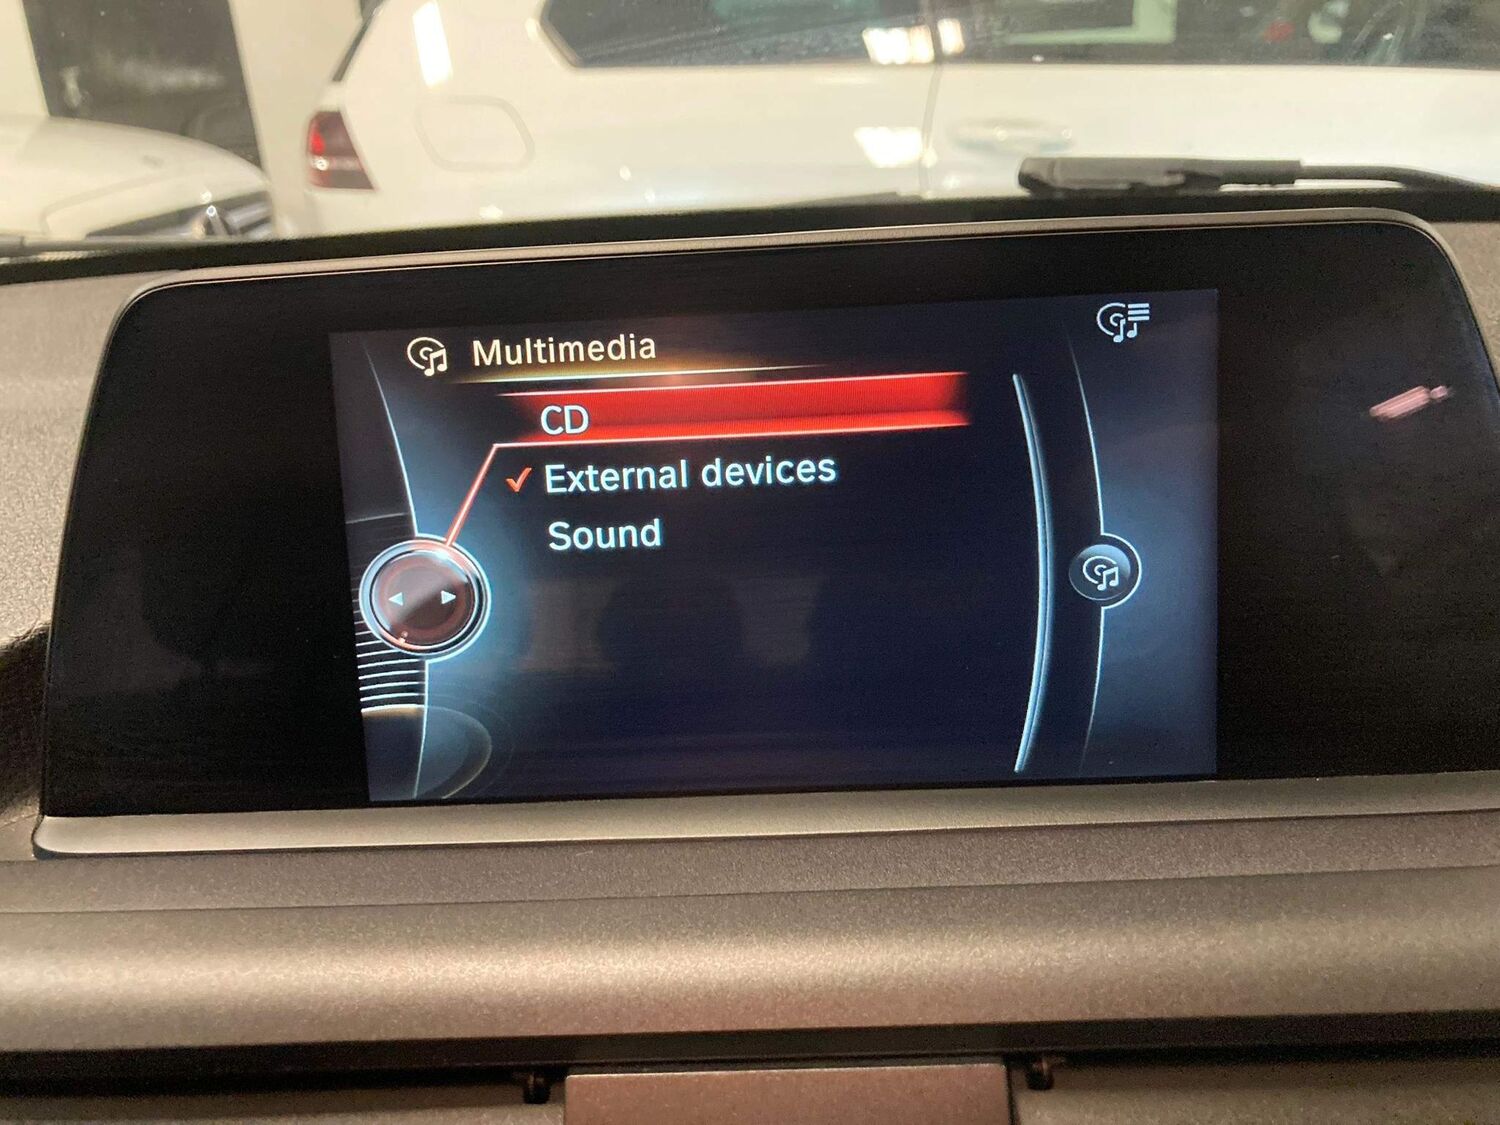 Multimedia
CD
External devices
Sound